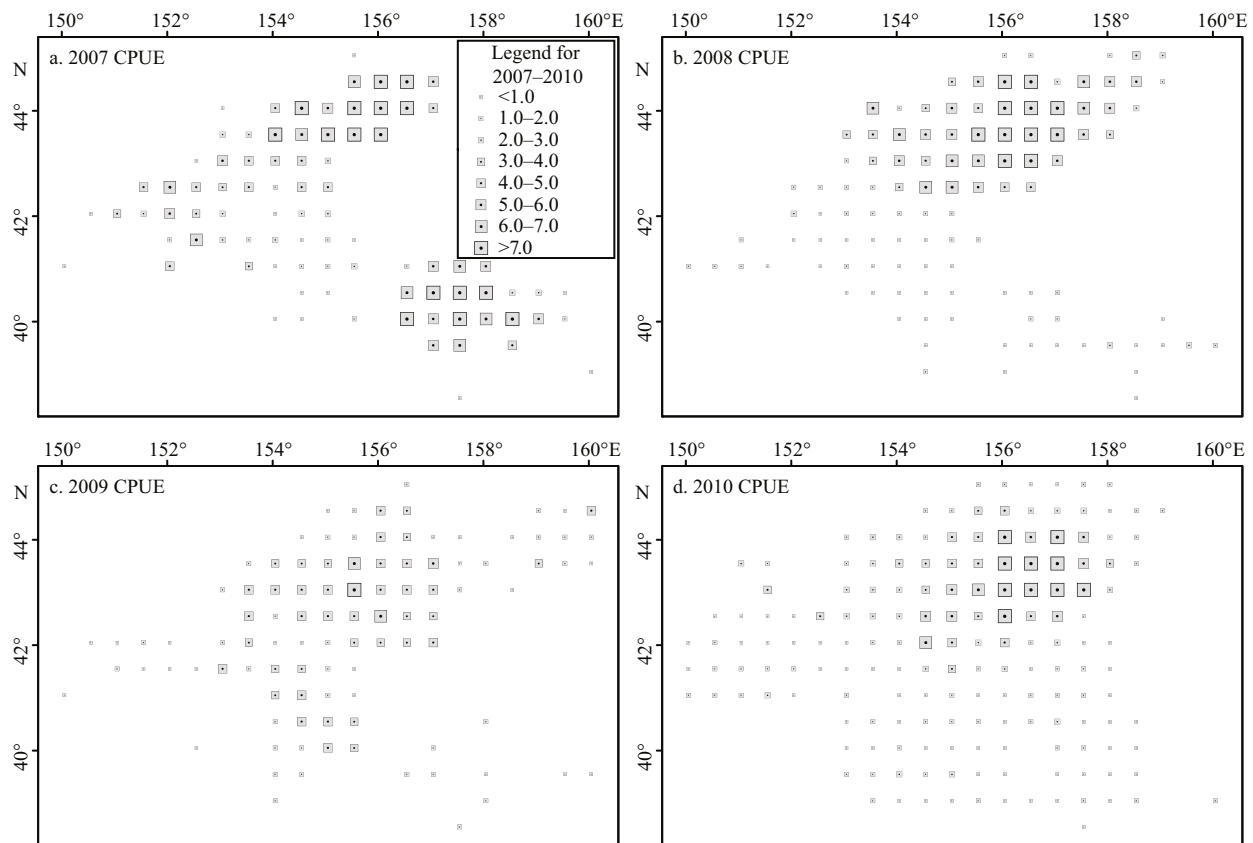 150° 152° 154° 156° 158° 160°E
150° 152° 154° 156° 158° 160°E
N
a. 2007 CPUE
Legend for
2007–2010
<1.0
1.0–2.0
2.0–3.0
3.0–4.0
4.0–5.0
5.0–6.0
6.0–7.0
>7.0
44°
42°
40°
N
b. 2008 CPUE
44°
42°
40°
150° 152° 154° 156° 158° 160°E
150° 152° 154° 156° 158° 160°E
N
c. 2009 CPUE
44°
42°
40°
N
d. 2010 CPUE
44°
42°
40°